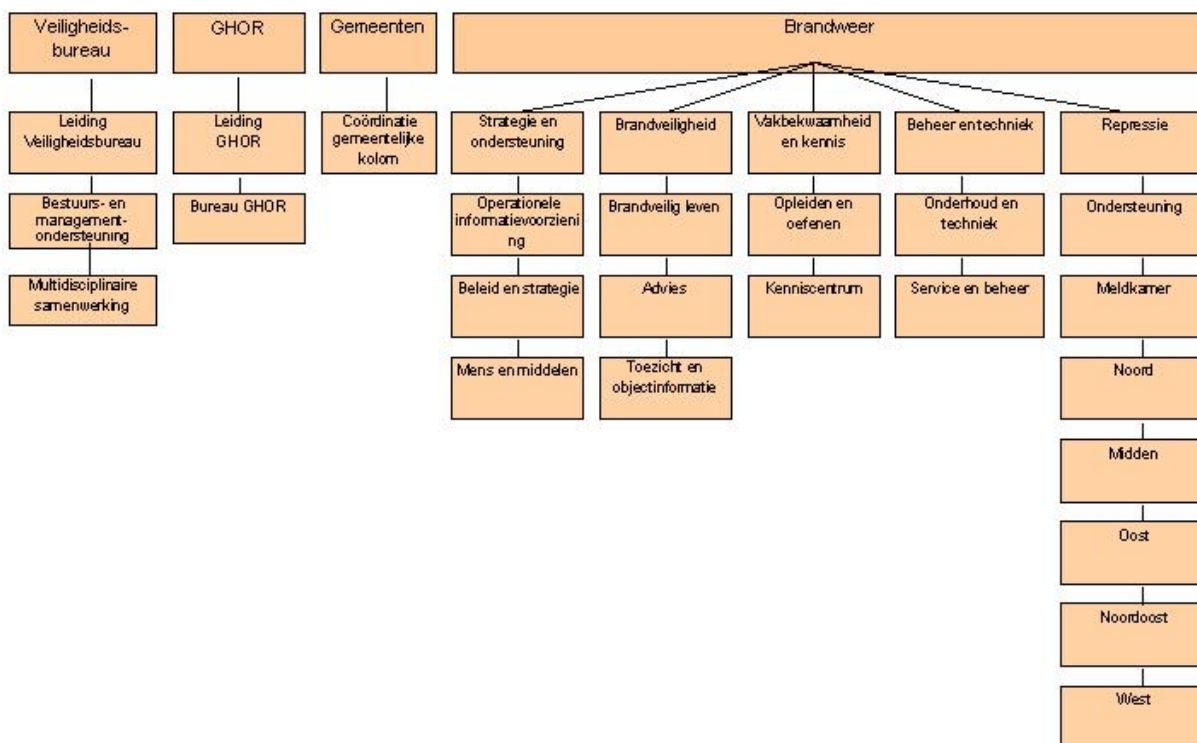 Veiligheids-
bureau
GHOR
Gemeenten
Brandweer
Leiding
Veiligheidsbureau
Leiding
GHOR
Coördinatie
gemeentelijke
kolom
Strategie en
ondersteuning
Brandveiligheid
Vakbekwaamheid
en kennis
Beheer en techniek
Repressie
Bestuurs- en
management-
ondersteuning
Bureau GHOR
Operationele
informatievoorzieni
ng
Brandveilig leven
Opleiden en
oefenen
Onderhoud en
techniek
Ondersteuning
Multidisciplinaire
samenwerking
Beleid en strategie
Advies
Kenniscentrum
Service en beheer
Meldkamer
Mens en middelen
Toezicht en
objectinformatie
Noord
Midden
Oost
Noordoost
West